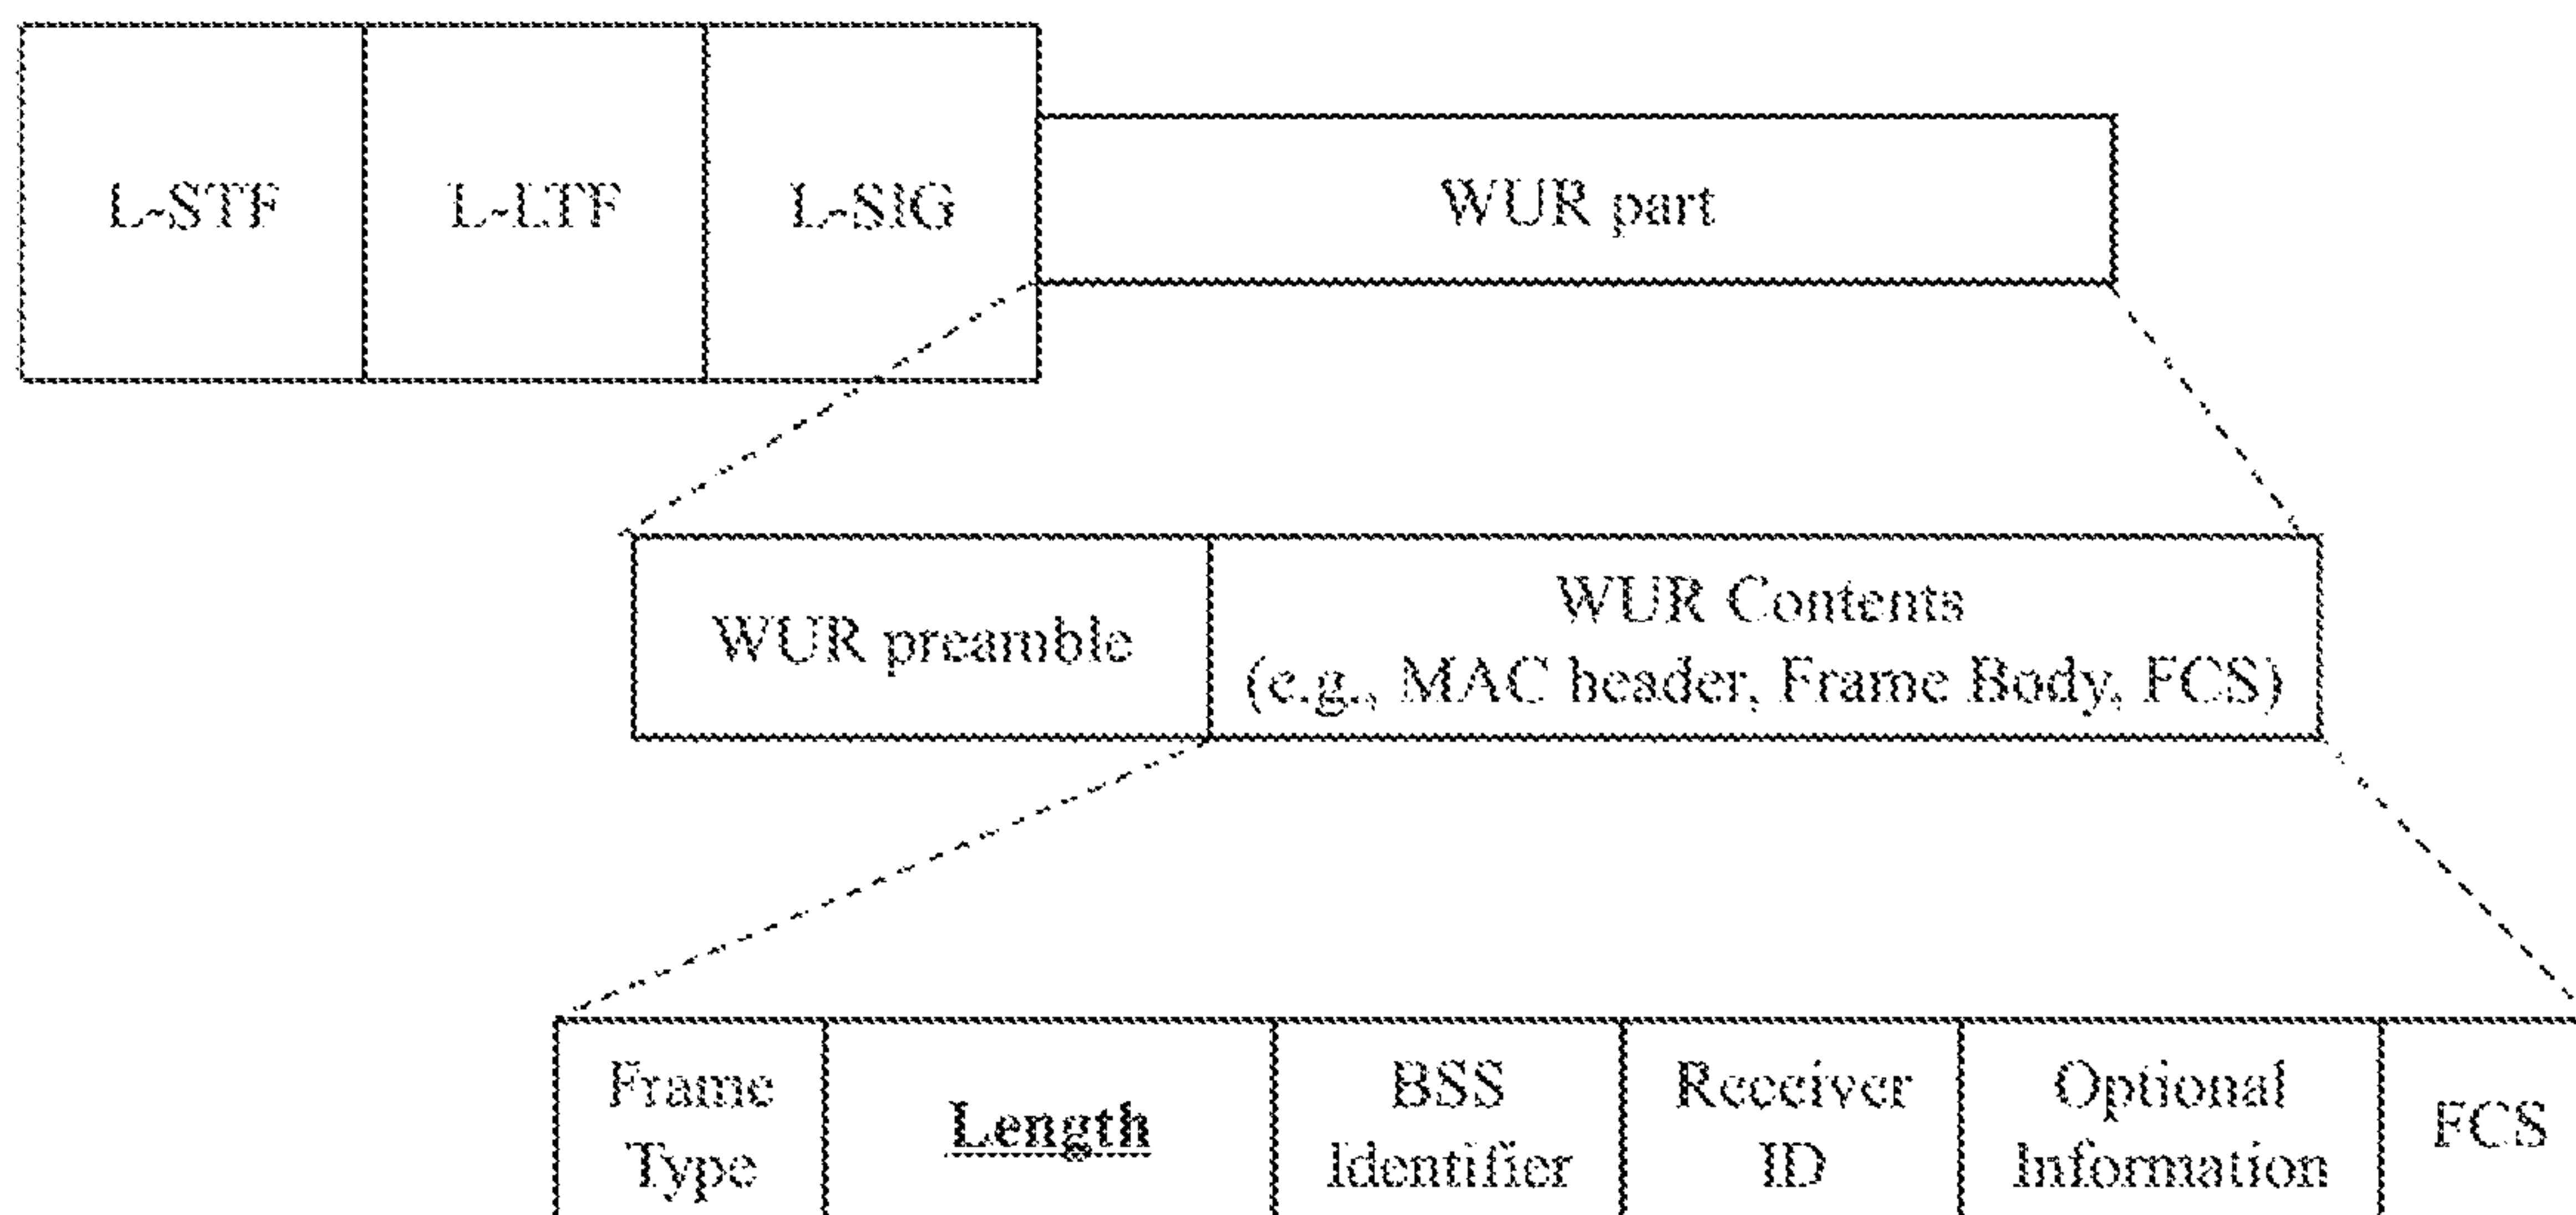 L-STF
L-LTF
L-SIG
WUR part
WUR preamble
WUR Contents
(e.g., MAC header, Frame Body, FCS)
Frame
Type
Length
BSS
Identifier
Receiver
ID
Optional
Information
FCS